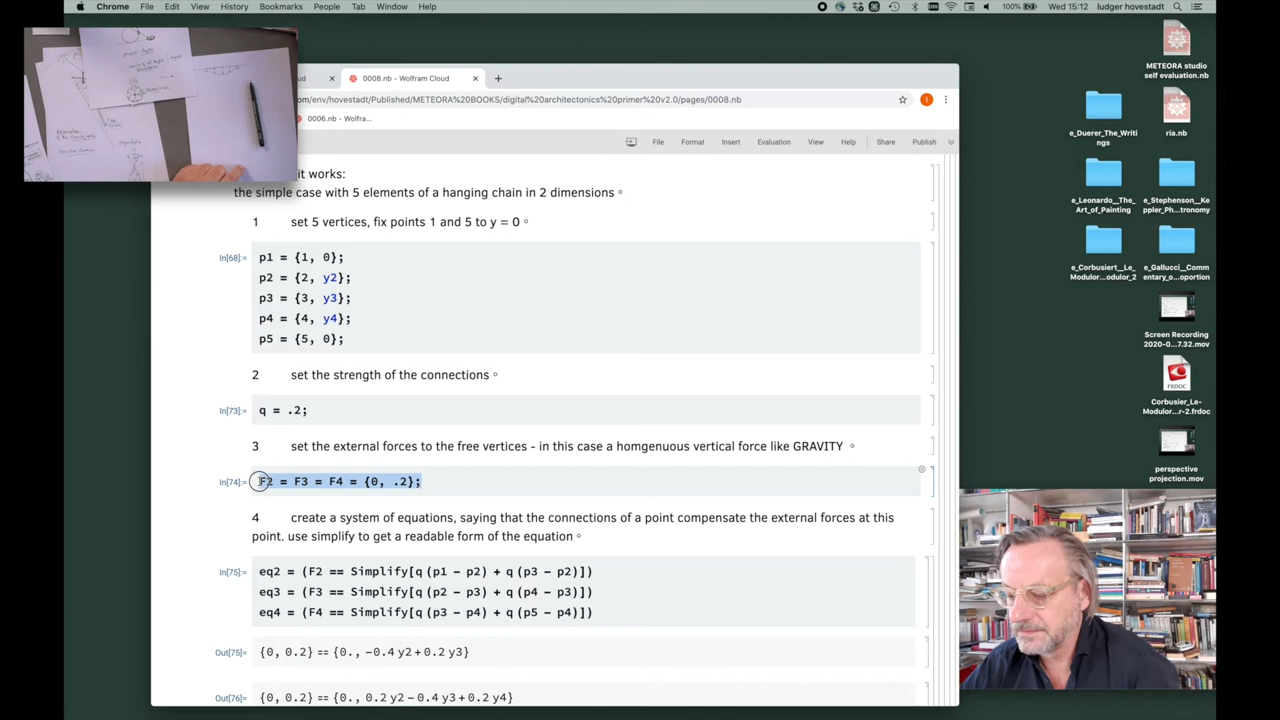 Chrome File Edit View History Bookmarks People Tab Window Help
100% Wed 15:12 ludger hovestadt
0008.nb - Wolfram Cloud
om/env/hovestadt/Published/METEORA%20BOOKS/digital%20architectonics%20primer%20v2.0/pages/0008.nb
0006.nb - Wolfra...
File Format Insert Evaluation View Help Share Publish
it works:
the simple case with 5 elements of a hanging chain in 2 dimensions
1 set 5 vertices, fix points 1 and 5 to y = 0
In[68]:= p1 = {1, 0};
p2 = {2, y2};
p3 = {3, y3};
p4 = {4, y4};
p5 = {5, 0};
2 set the strength of the connections
In[73]:= q = .2;
3 set the external forces to the free vertices - in this case a homgenuous vertical force like GRAVITY
In[74]:= F2 = F3 = F4 = {0, .2};
4 create a system of equations, saying that the connections of a point compensate the external forces at this
point. use simplify to get a readable form of the equation
In[75]:= eq2 = (F2 == Simplify[q (p1 - p2) + q (p3 - p2)])
eq3 = (F3 == Simplify[q (p2 - p3) + q (p4 - p3)])
eq4 = (F4 == Simplify[q (p3 - p4) + q (p5 - p4)])
Out[75]= {0, 0.2} == {0., -0.4 y2 + 0.2 y3}
Out[76]= {0, 0.2} == {0., 0.2 y2 - 0.4 y3 + 0.2 y4}
METEORA studio
self evaluation.nb
e_Duerer_The_Writi
ngs
ria.nb
e_Leonardo__The_
Art_of_Painting
e_Stephenson__Ke
ppler_Ph...tronomy
e_Corbusiert__Le-
Modulor_2
e_Gallucci__Comm
entary_o...oportion
Screen Recording
2020-0...7.32.mov
Corbusier_Le-
Modulor-r-2.frdoc
perspective
projection.mov